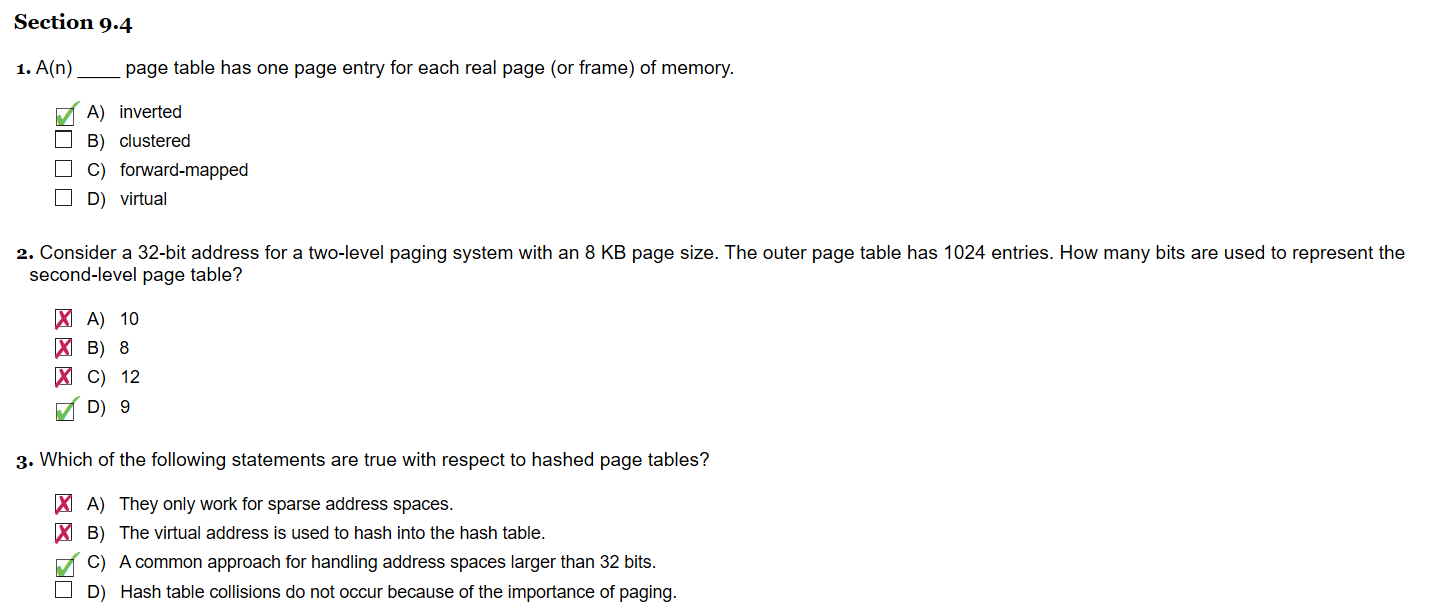 Section 9.4
1. A(n) ____ page table has one page entry for each real page (or frame) of memory.
A) inverted
B) clustered
C) forward-mapped
D) virtual
2. Consider a 32-bit address for a two-level paging system with an 8 KB page size. The outer page table has 1024 entries. How many bits are used to represent the
second-level page table?
A) 10
B) 8
C) 12
D) 9
3. Which of the following statements are true with respect to hashed page tables?
A) They only work for sparse address spaces.
B) The virtual address is used to hash into the hash table.
C) A common approach for handling address spaces larger than 32 bits.
D) Hash table collisions do not occur because of the importance of paging.